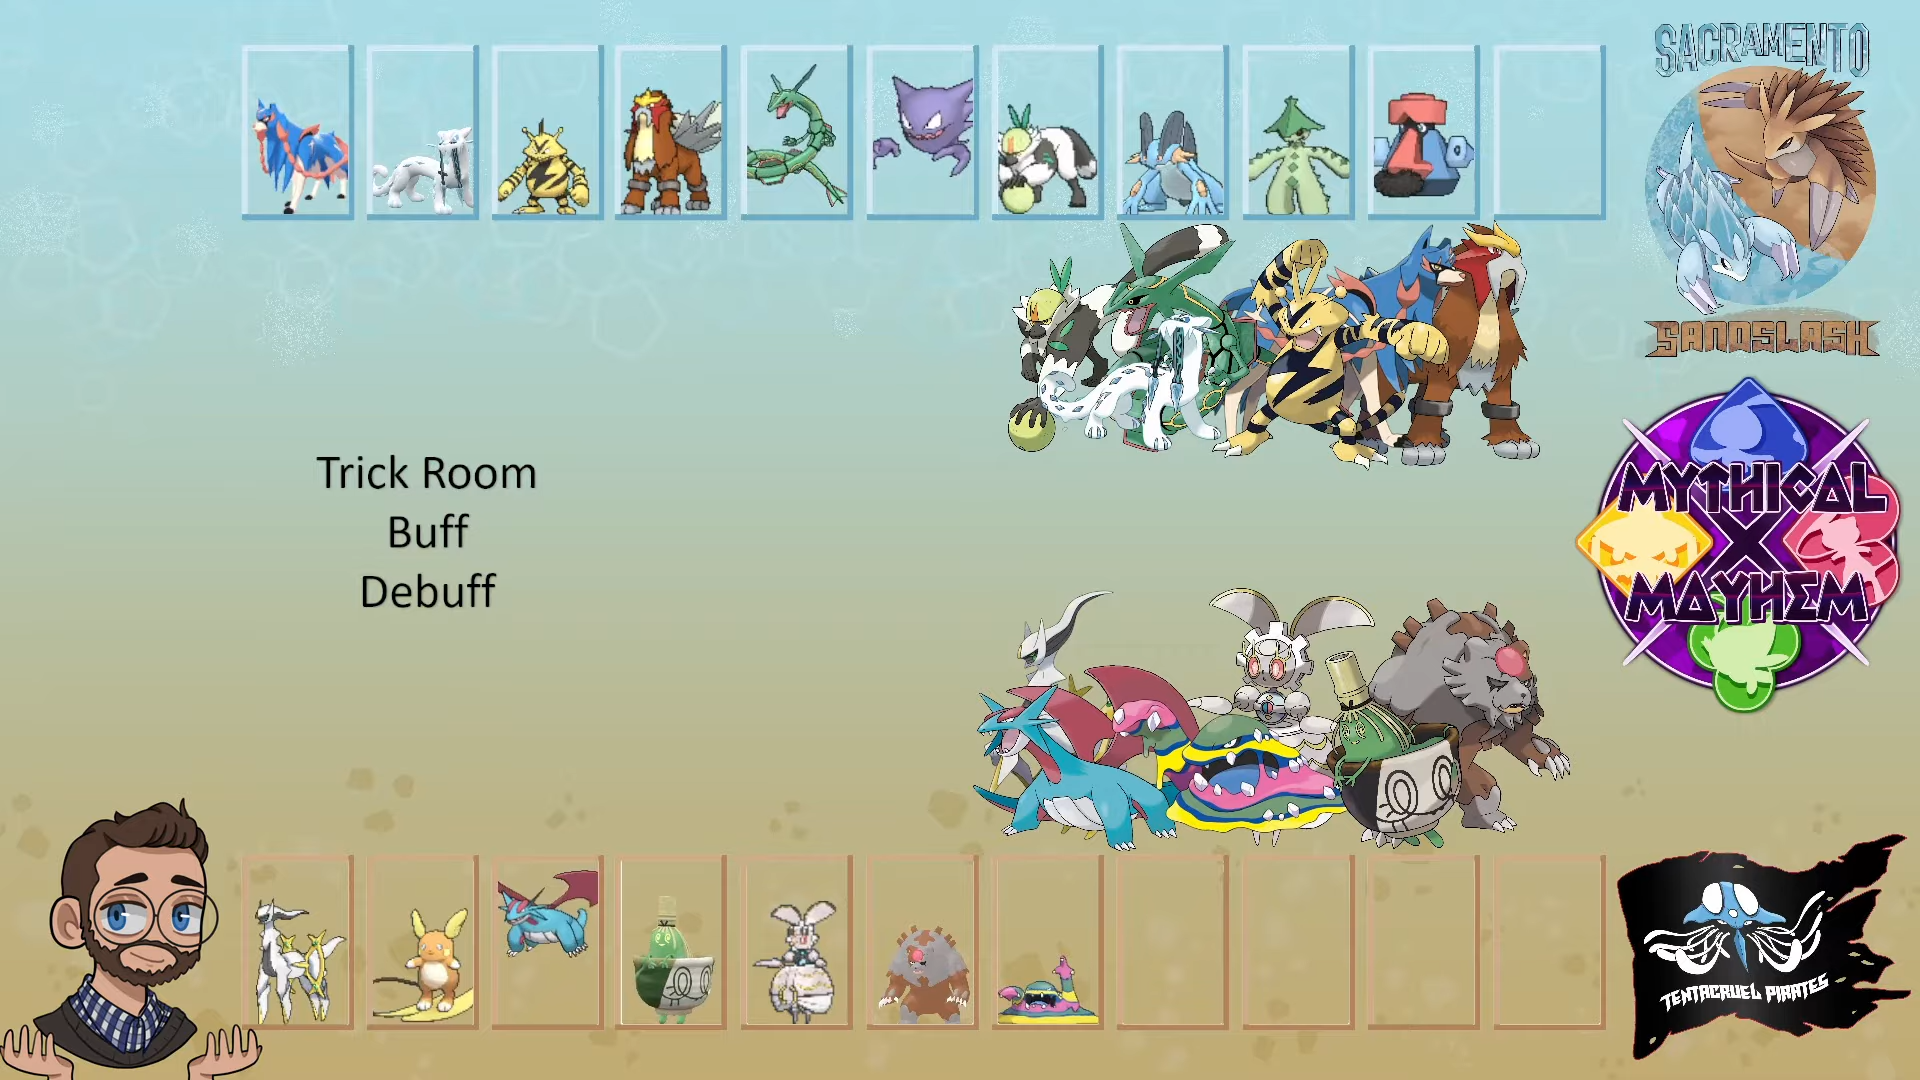 SACRAMENTO
SANDSLASH
Trick Room
Buff
Debuff
MYTHICAL
X
MAYHEM
TENTACRUEL PIRATES